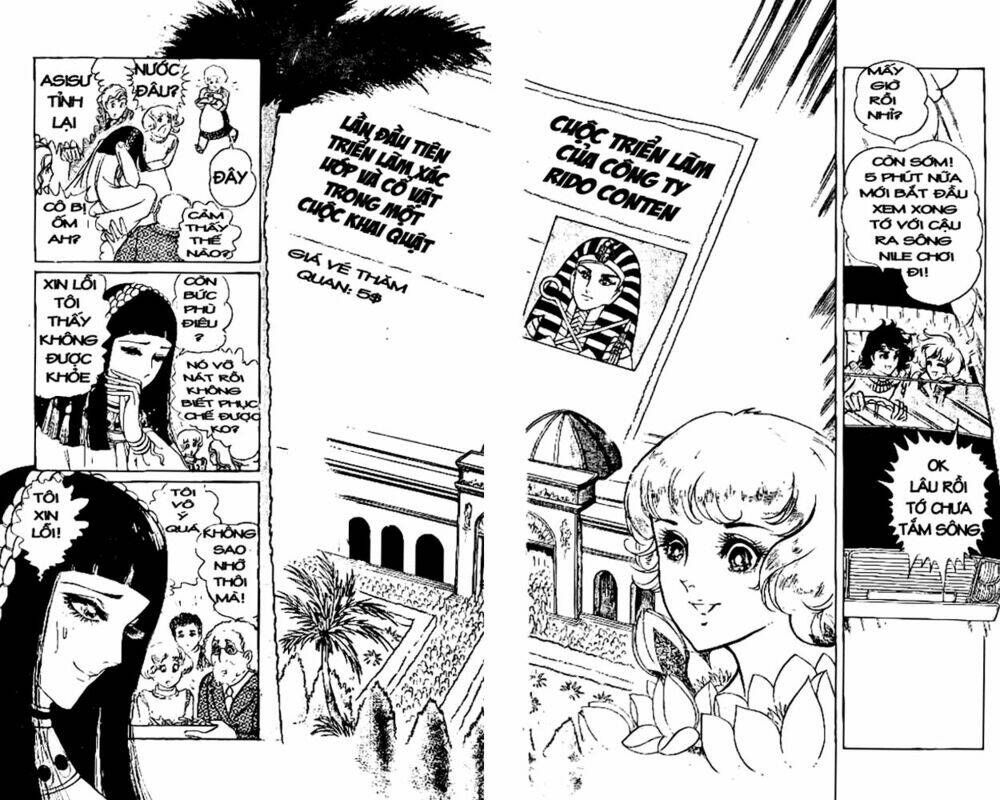 ASISƯ
TỈNH
LẠI
NƯỚC
ĐÂU?
ĐÂY
CÔ BỊ
ỐM
AH?
CẢM
THẤY
THẾ
NÀO?
XIN LỖI
TÔI
THẤY
KHÔNG
ĐƯỢC
KHỎE
CÒN
BỨC
PHÙ
ĐIÊU
?
NÓ VỠ
NÁT RỒI
KHÔNG
BIẾT PHỤC
CHẾ ĐƯỢC
KO?
TÔI
XIN
LỖI!
TÔI
VÔ
Ý
QUÁ
KHÔNG
SAO
NHỜ
THÔI
MÀ!
LẦN ĐẦU TIÊN
TRIỂN LÃM XÁC
ƯỚP VÀ CỔ VẬT
TRONG MỘT
CUỘC KHAI QUẬT
GIÁ VÉ THĂM
QUAN: 5$
CUỘC TRIỂN LÃM
CỦA CÔNG TY
RIDO CONTEN
MẤY
GIỜ
RỒI
NHỈ?
CÒN SỚM!
5 PHÚT NỮA
MỚI BẮT ĐẦU
XEM XONG
TỚ VỚI CẬU
RA SÔNG
NILE CHƠI
ĐI!
OK
LÂU RỒI
TỚ CHƯA
TẮM SÔNG